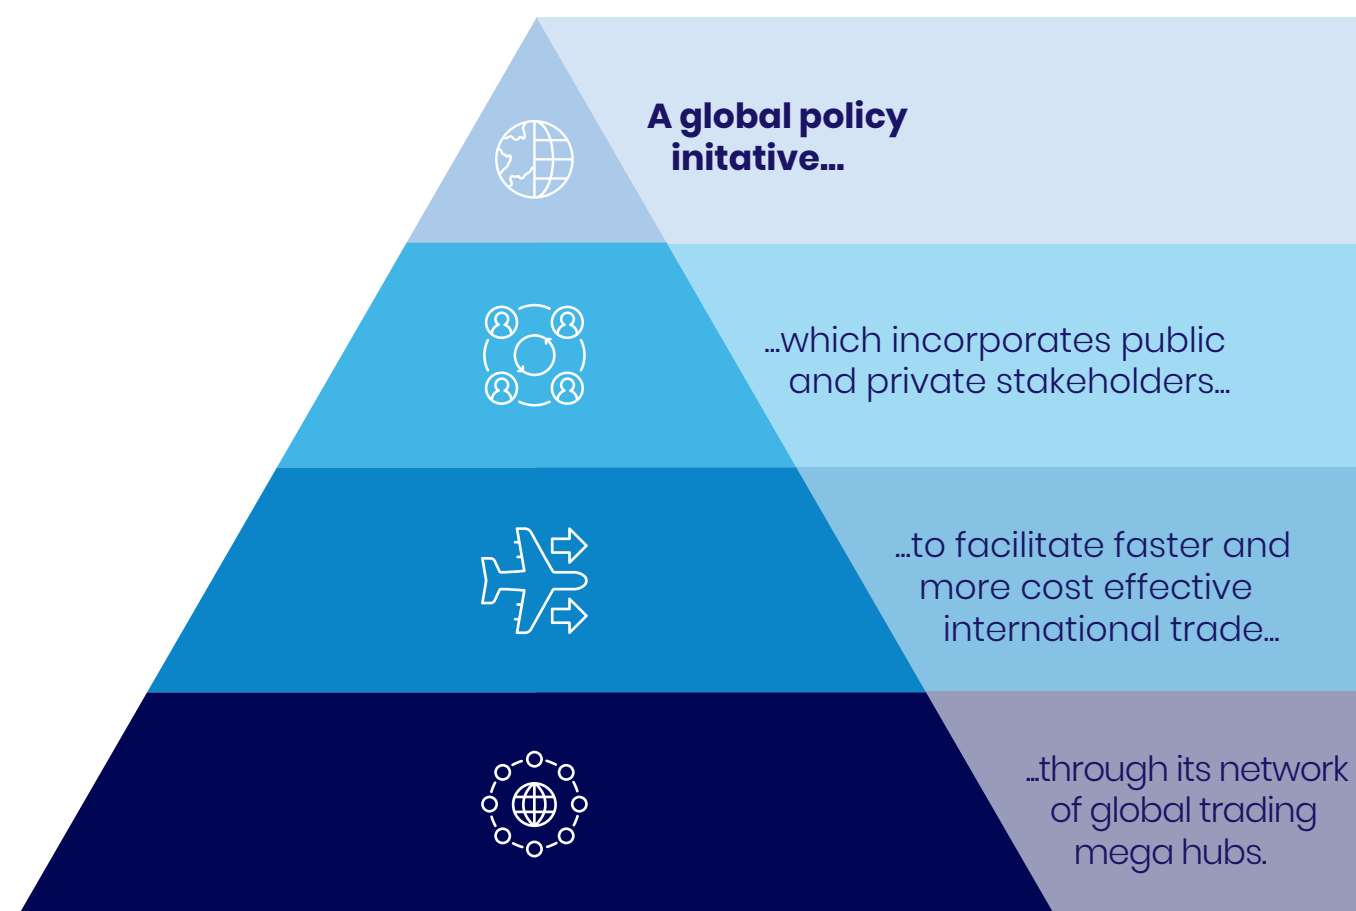 A global policy
initative...
...which incorporates public
and private stakeholders...
...to facilitate faster and
more cost effective
international trade...
...through its network
of global trading
mega hubs.